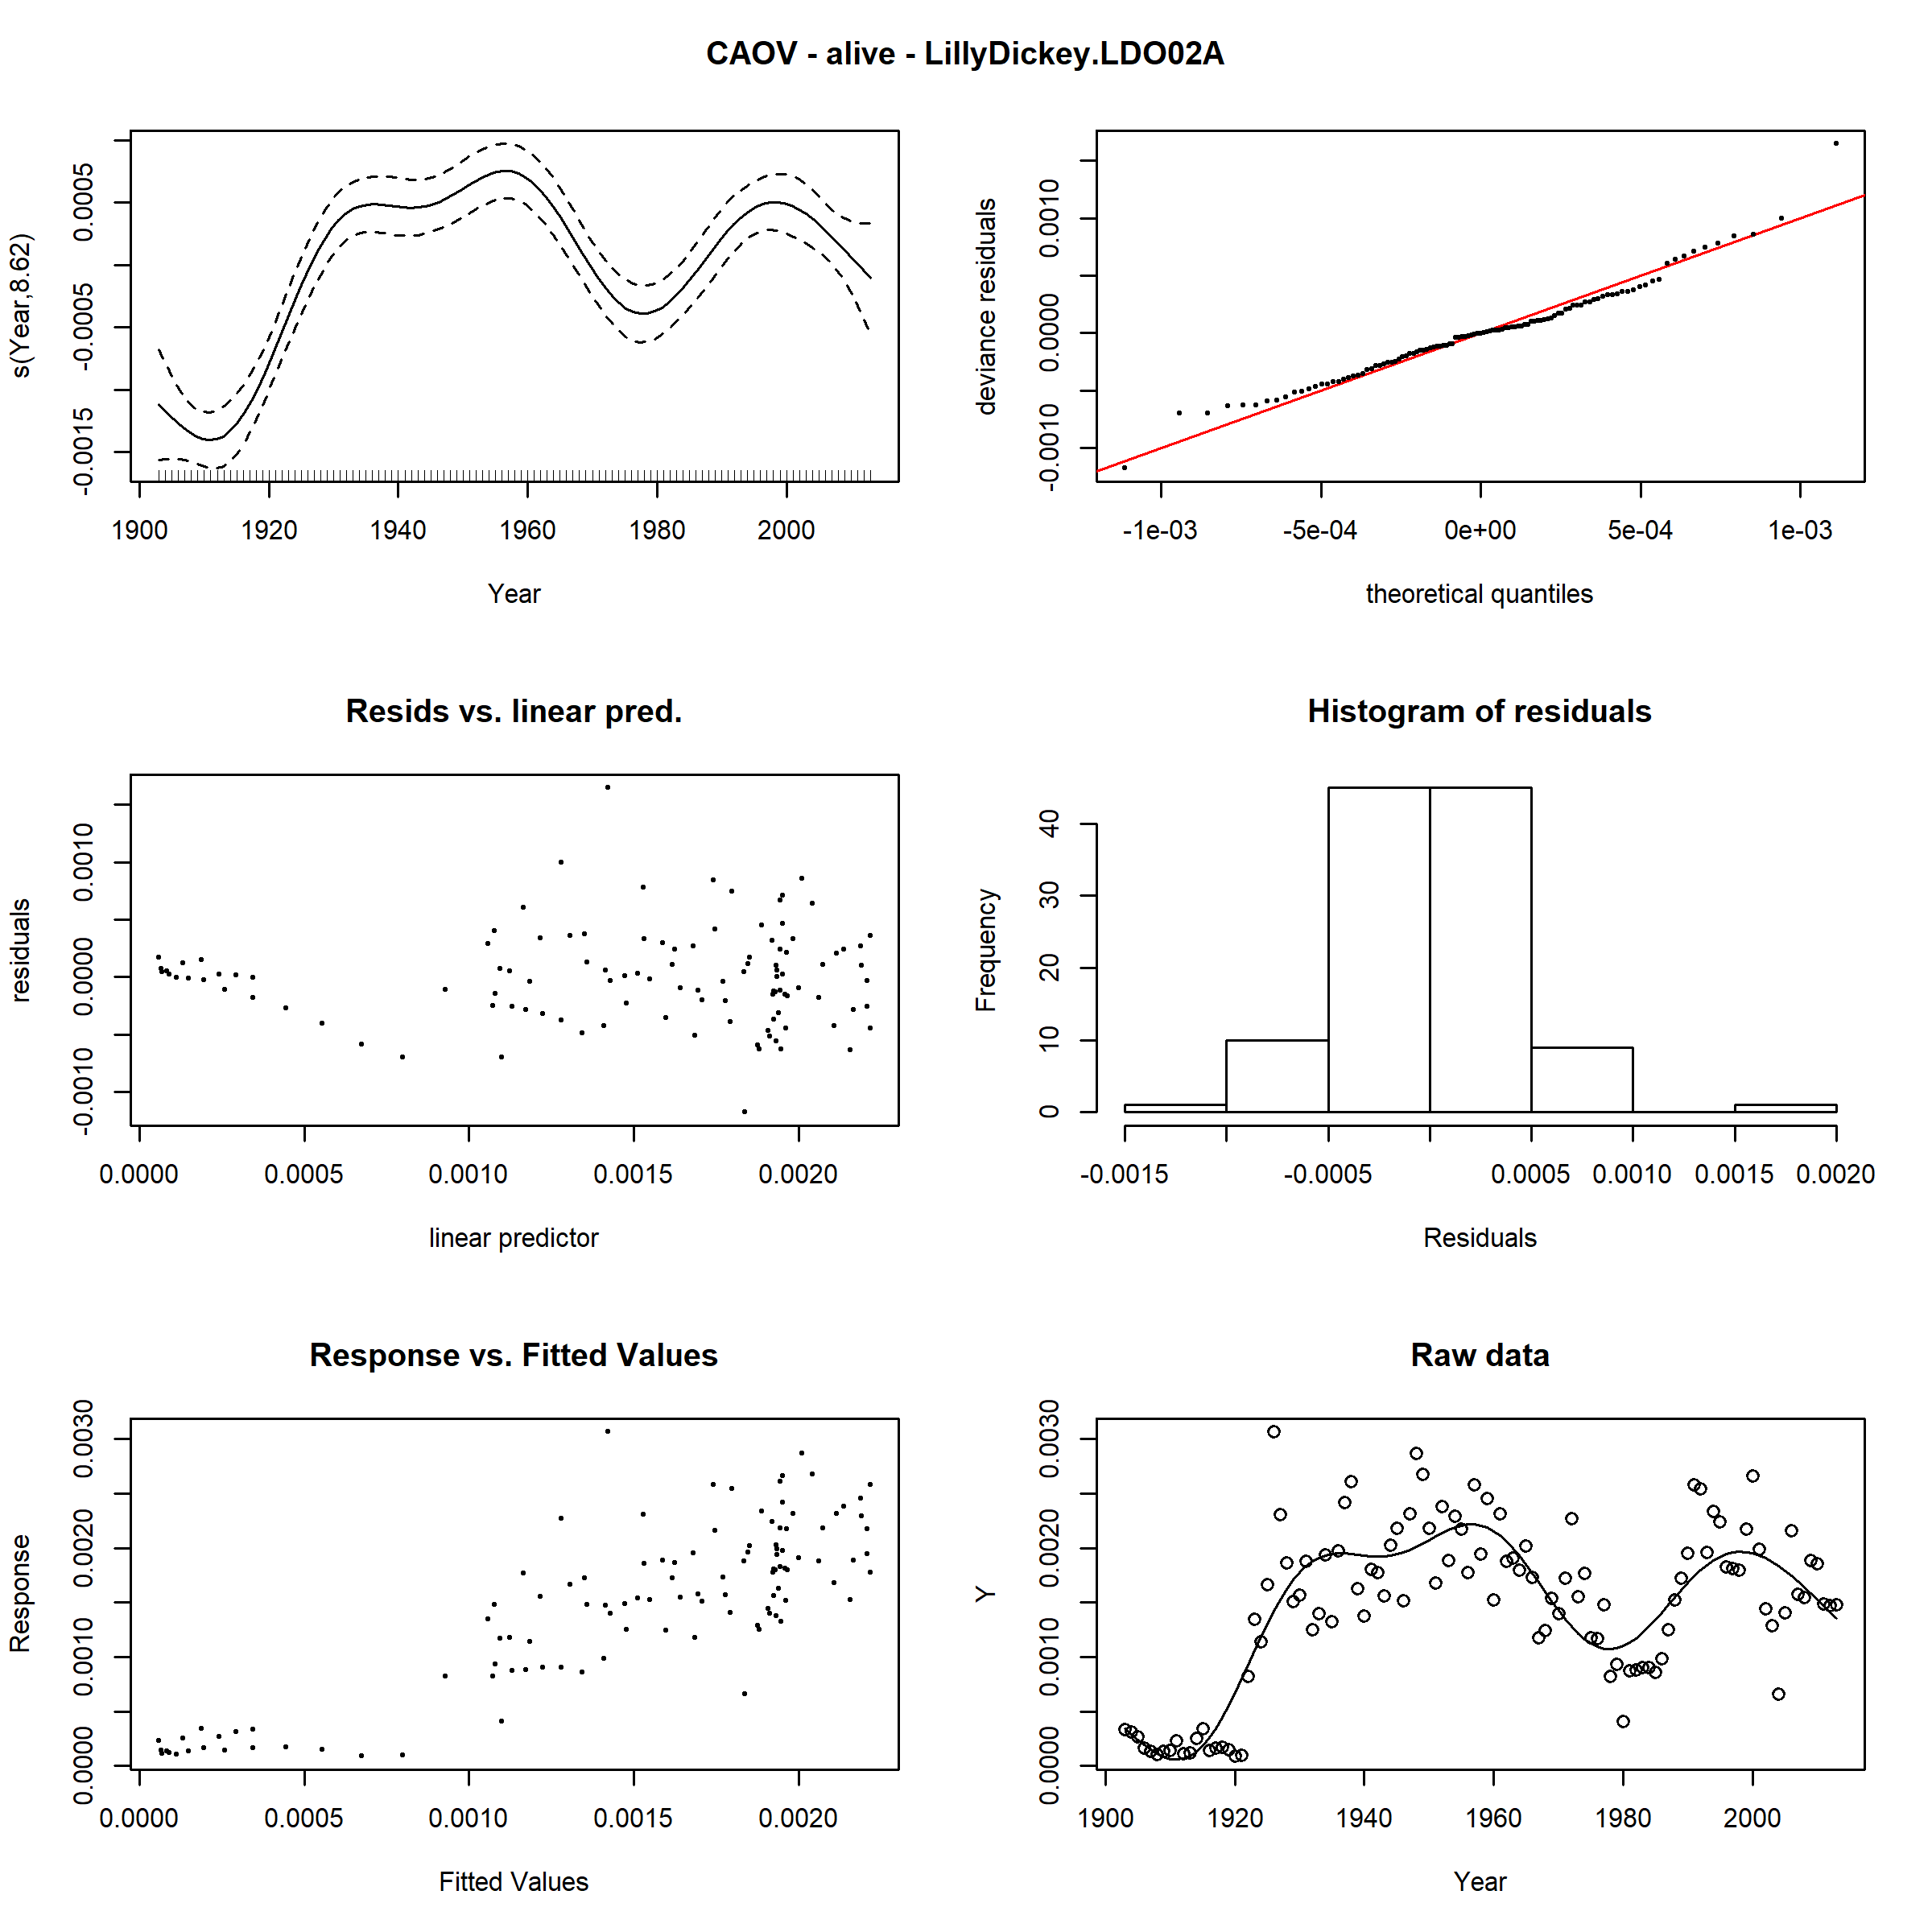 CAOV - alive - LillyDickey.LDO02A
s(Year,8.62)
0.0005
-0.0005
-0.0015
1900 1920 1940 1960 1980 2000
Year
deviance residuals
0.0010
0.0000
-0.0010
-1e-03 -5e-04 0e+00 5e-04 1e-03
theoretical quantiles
Resids vs. linear pred.
residuals
0.0010
0.0000
-0.0010
0.0000 0.0005 0.0010 0.0015 0.0020
linear predictor
Histogram of residuals
Frequency
40
30
20
10
0
-0.0015 -0.0005 0.0005 0.0010 0.0015 0.0020
Residuals
Response vs. Fitted Values
Response
0.0030
0.0020
0.0010
0.0000
0.0000 0.0005 0.0010 0.0015 0.0020
Fitted Values
Raw data
Y
0.0030
0.0020
0.0010
0.0000
1900 1920 1940 1960 1980 2000
Year